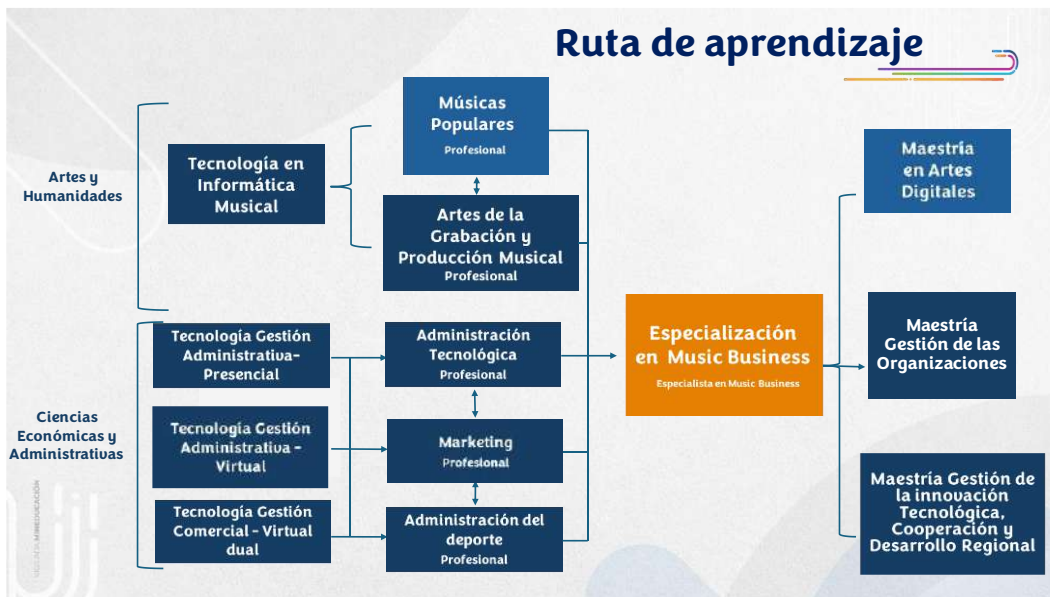 Ruta de aprendizaje
Artes y
Humanidades
Tecnología en
Informática
Musical
Músicas
Populares
Profesional
Artes de la
Grabación y
Producción Musical
Profesional
Ciencias
Económicas y
Administrativas
Tecnología Gestión
Administrativa-
Presencial
Tecnología Gestión
Administrativa -
Virtual
Tecnología Gestión
Comercial - Virtual
dual
Administración
Tecnológica
Profesional
Marketing
Profesional
Administración del
deporte
Profesional
Especialización
en Music Business
Especialista en Music Business
Maestría
en Artes
Digitales
Maestría
Gestión de las
Organizaciones
Maestría Gestión de
la innovación
Tecnológica,
Cooperación y
Desarrollo Regional
VIGILADA MINEDUCACIÓN